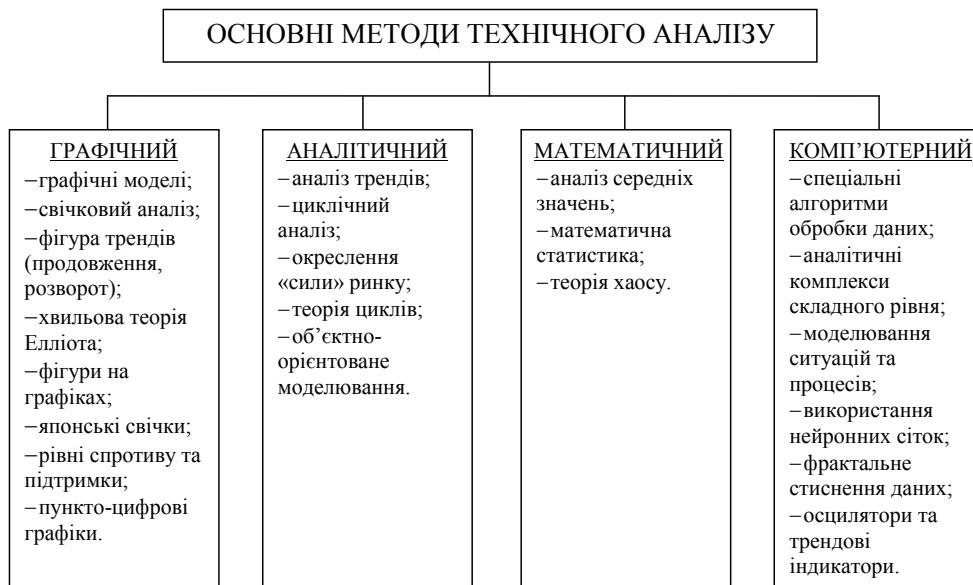 ОСНОВНІ МЕТОДИ ТЕХНІЧНОГО АНАЛІЗУ
ГРАФІЧНИЙ
–графічні моделі;
–свічковий аналіз;
–фігура трендів
(продовження,
розворот);
–хвильова теорія
Елліота;
–фігури на
графіках;
–японські свічки;
–рівні спротиву та
підтримки;
–пункто-цифрові
графіки.
АНАЛІТИЧНИЙ
–аналіз трендів;
–циклічний
аналіз;
–окреслення
«сили» ринку;
–теорія циклів;
–об’єктно-
орієнтоване
моделювання.
МАТЕМАТИЧНИЙ
–аналіз середніх
значень;
–математична
статистика;
–теорія хаосу.
КОМП’ЮТЕРНИЙ
–спеціальні
алгоритми
обробки даних;
–аналітичні
комплекси
складного рівня;
–моделювання
ситуацій та
процесів;
–використання
нейронних сіток;
–фрактальне
стиснення даних;
–осцилятори та
трендові
індикатори.